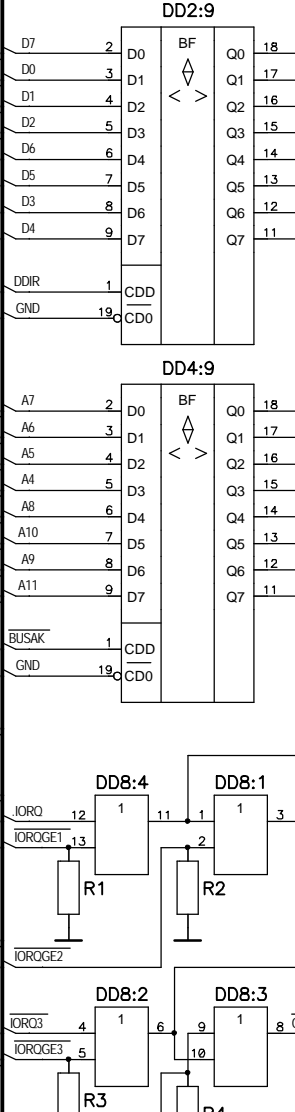 DD2:9
BF
D7 2 D0 Q0 18
D0 3 D1 Q1 17
D1 4 D2 Q2 16
D2 5 D3 Q3 15
D6 6 D4 Q4 14
D5 7 D5 Q5 13
D3 8 D6 Q6 12
D4 9 D7 Q7 11
< >
DDIR 1 CDD
GND 19 CD0
DD4:9
BF
A7 2 D0 Q0 18
A6 3 D1 Q1 17
A5 4 D2 Q2 16
A4 5 D3 Q3 15
A8 6 D4 Q4 14
A10 7 D5 Q5 13
A9 8 D6 Q6 12
A11 9 D7 Q7 11
< >
BUSAK 1 CDD
GND 19 CD0
DD8:4 DD8:1
1 1
.IORQ 12 11 1 3
IORQGE1 13 2
R1 R2
IORQGE2
DD8:2 DD8:3
1 1
IORQ3 4 6 9 8
IORQGE3 5 10
R3